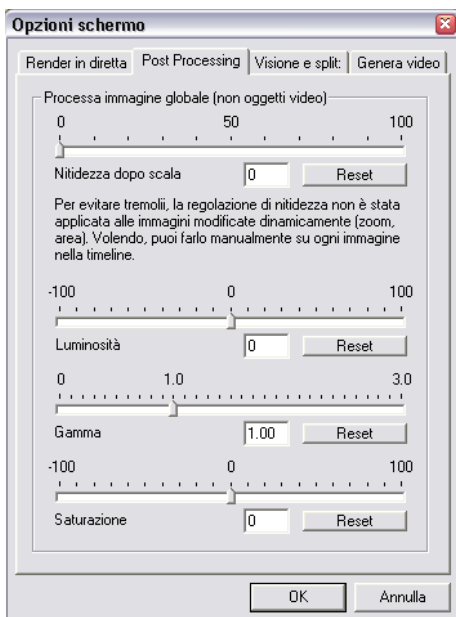 Opzioni schermo
Render in diretta Post Processing Visione e split: Genera video
Processa immagine globale (non oggetti video)
0 50 100
Nitidezza dopo scala 0 Reset
Per evitare tremolii, la regolazione di nitidezza non è stata
applicata alle immagini modificate dinamicamente (zoom,
area). Volendo, puoi farlo manualmente su ogni immagine
nella timeline.
-100 0 100
Luminosità 0 Reset
0 1.0 3.0
Gamma 1.00 Reset
-100 0 100
Saturazione 0 Reset
OK Annulla